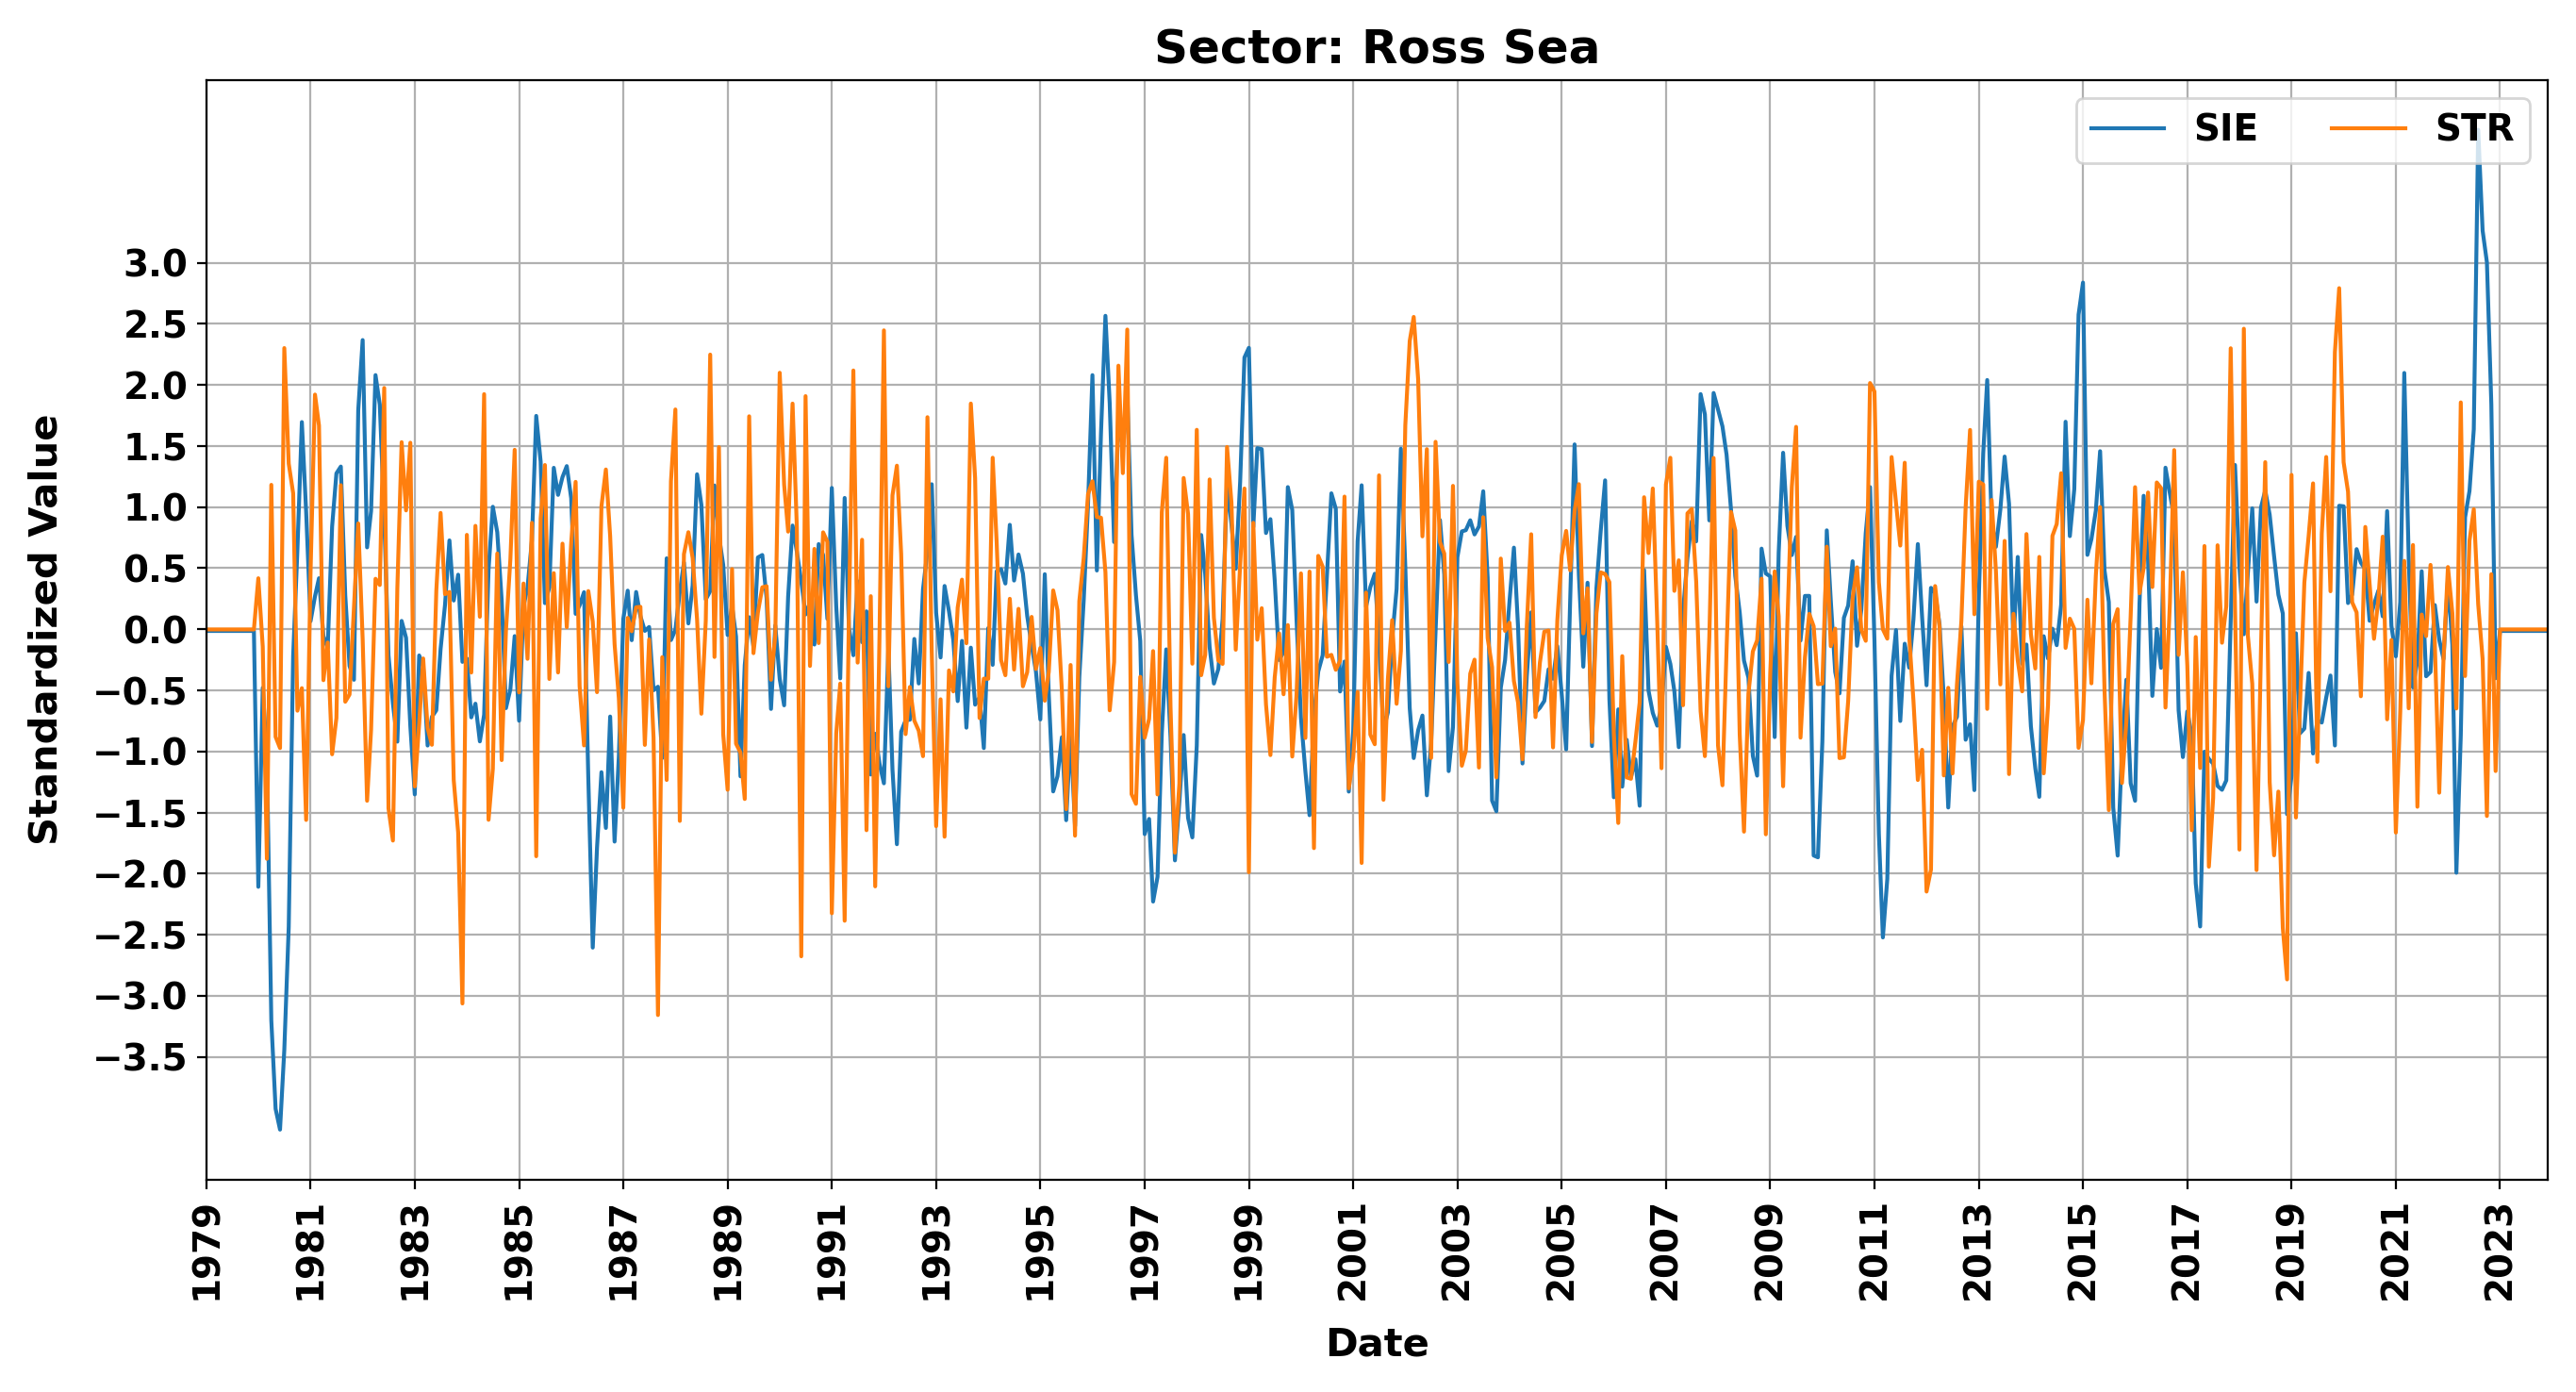 Sector: Ross Sea
SIE STR
Standardized Value
3.0
2.5
2.0
1.5
1.0
0.5
0.0
−0.5
−1.0
−1.5
−2.0
−2.5
−3.0
−3.5
1979 1981 1983 1985 1987 1989 1991 1993 1995 1997 1999 2001 2003 2005 2007 2009 2011 2013 2015 2017 2019 2021 2023
Date